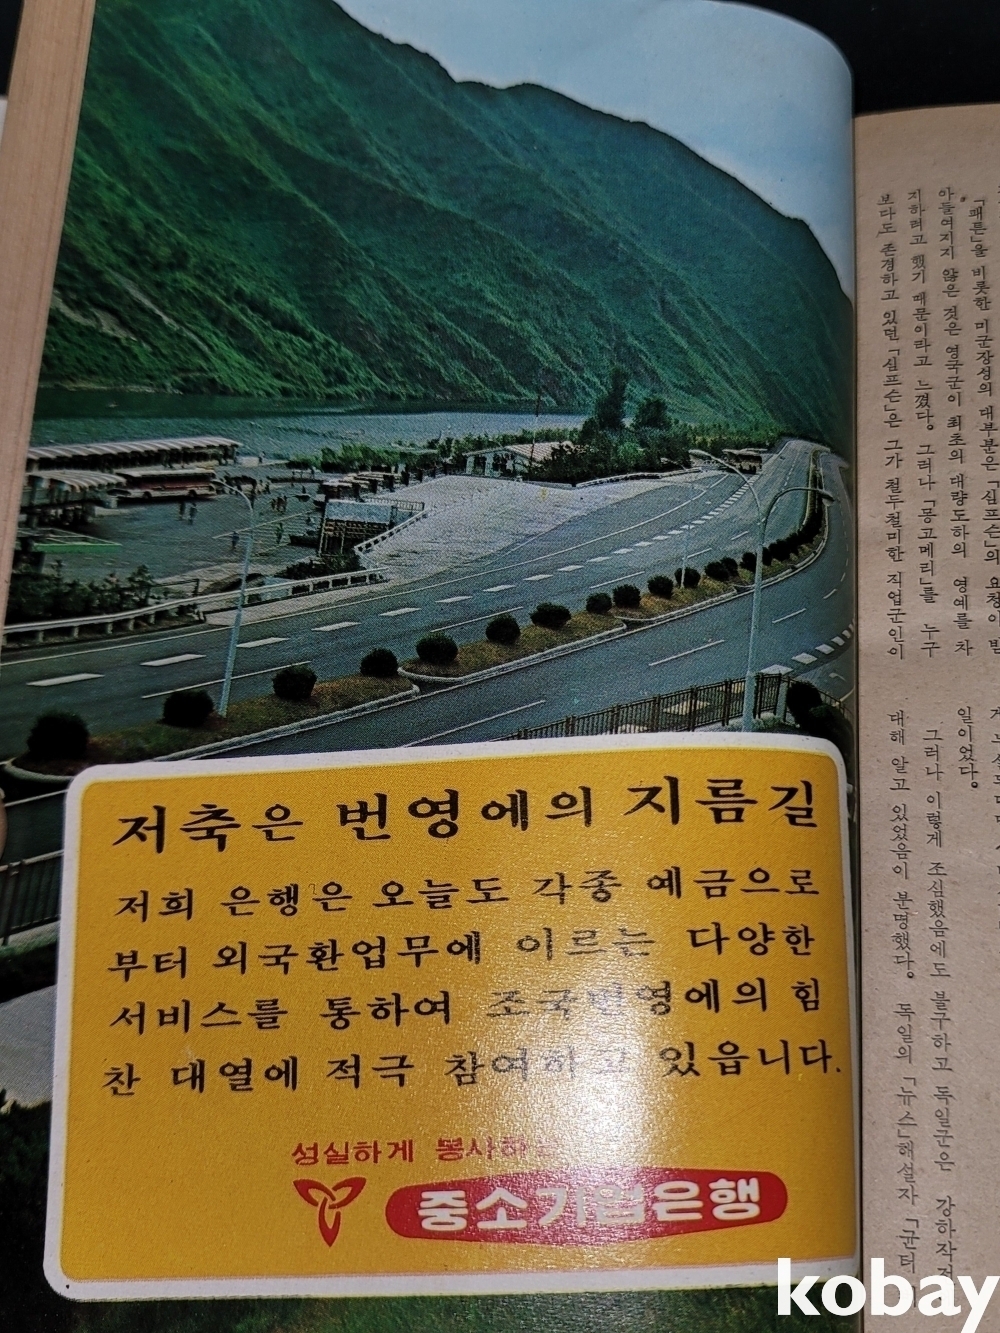 저축은 번영에의 지름길
저희 은행은 오늘도 각종 예금으로
부터 외국환업무에 이르는 다양한
서비스를 통하여 조국번영에의 힘
찬 대열에 적극 참여하고 있읍니다.
성실하게 봉사하는
중소기업은행
「패튼」을 비롯한 미군장성의 대부분은 「심프슨」의 요청이
아들여지지 않은 것은 영국군이 최초의 대량도하의 영예를 차
지하려고 했기 때문이라고 느꼈다. 그러나 「몽고메리」를 누구
보다도 존경하고 있던 「심프슨」은 그가 철두철미한 직업군인이
일이었다.
그러나 이렇게 조심했음에도 불구하고 독일군은 강하작전
대해 알고 있었음이 분명했다. 독일의 「뉴스」해설자 「균터
kobay